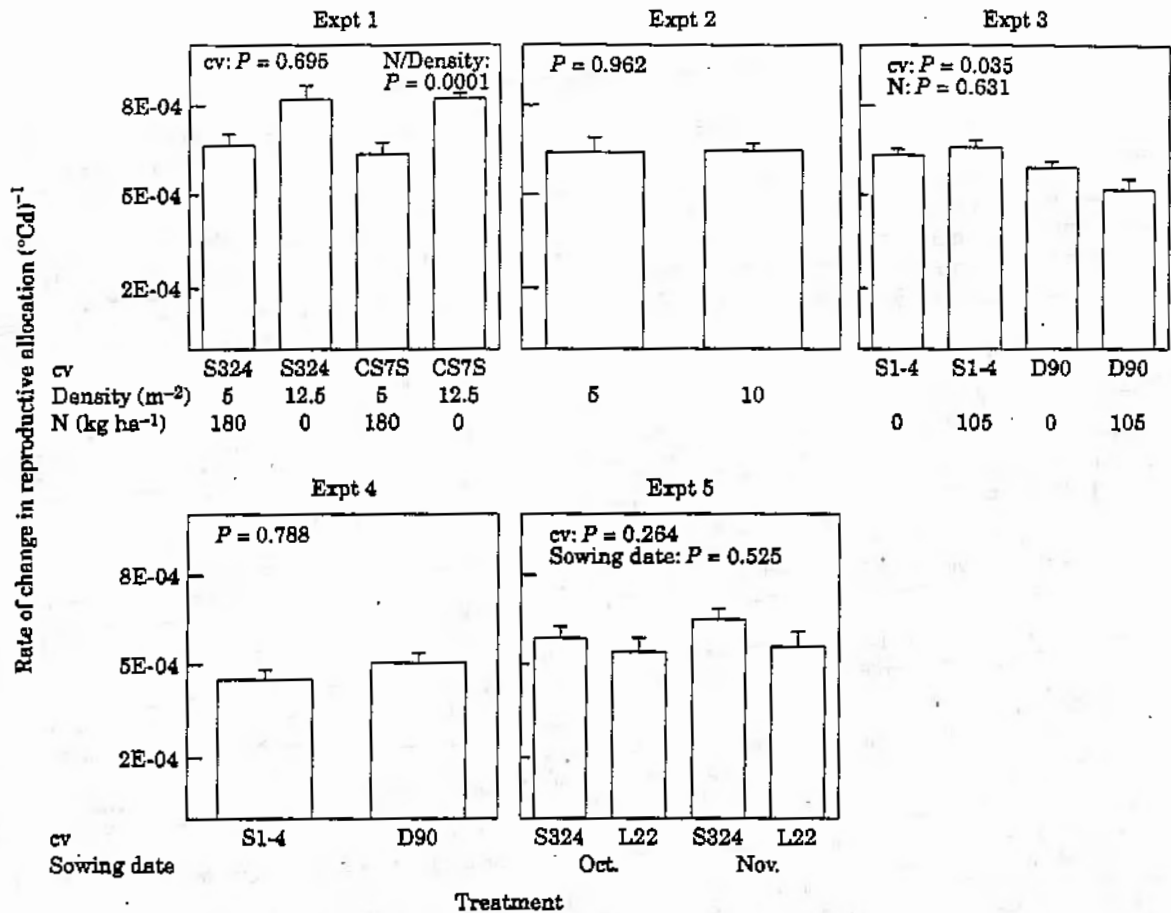 Expt 1
Expt 2
Expt 3
cv: P = 0.695
N/Density:
P = 0.0001
P = 0.962
cv: P = 0.035
N: P = 0.631
Rate of change in reproductive allocation (°Cd)⁻¹
8E-04
5E-04
2E-04
cv S324 S324 CS7S CS7S S1-4 S1-4 D90 D90
Density (m⁻²) 5 12.5 5 12.5 5 10
N (kg ha⁻¹) 180 0 180 0 0 105 0 105
Expt 4
Expt 5
P = 0.788
cv: P = 0.264
Sowing date: P = 0.525
8E-04
5E-04
2E-04
cv S1-4 D90 S324 L22 S324 L22
Sowing date Oct. Nov.
Treatment